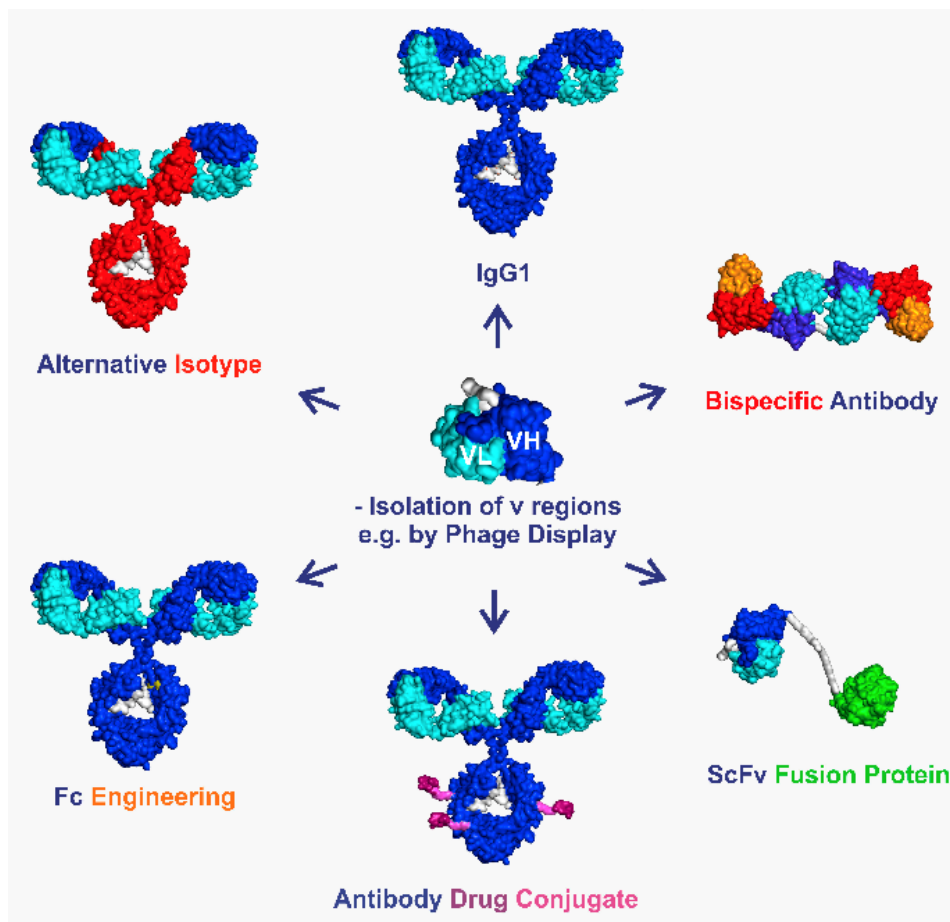 IgG1
Alternative Isotype
Bispecific Antibody
VL
VH
- Isolation of v regions
e.g. by Phage Display
Fc Engineering
ScFv Fusion Protein
Antibody Drug Conjugate